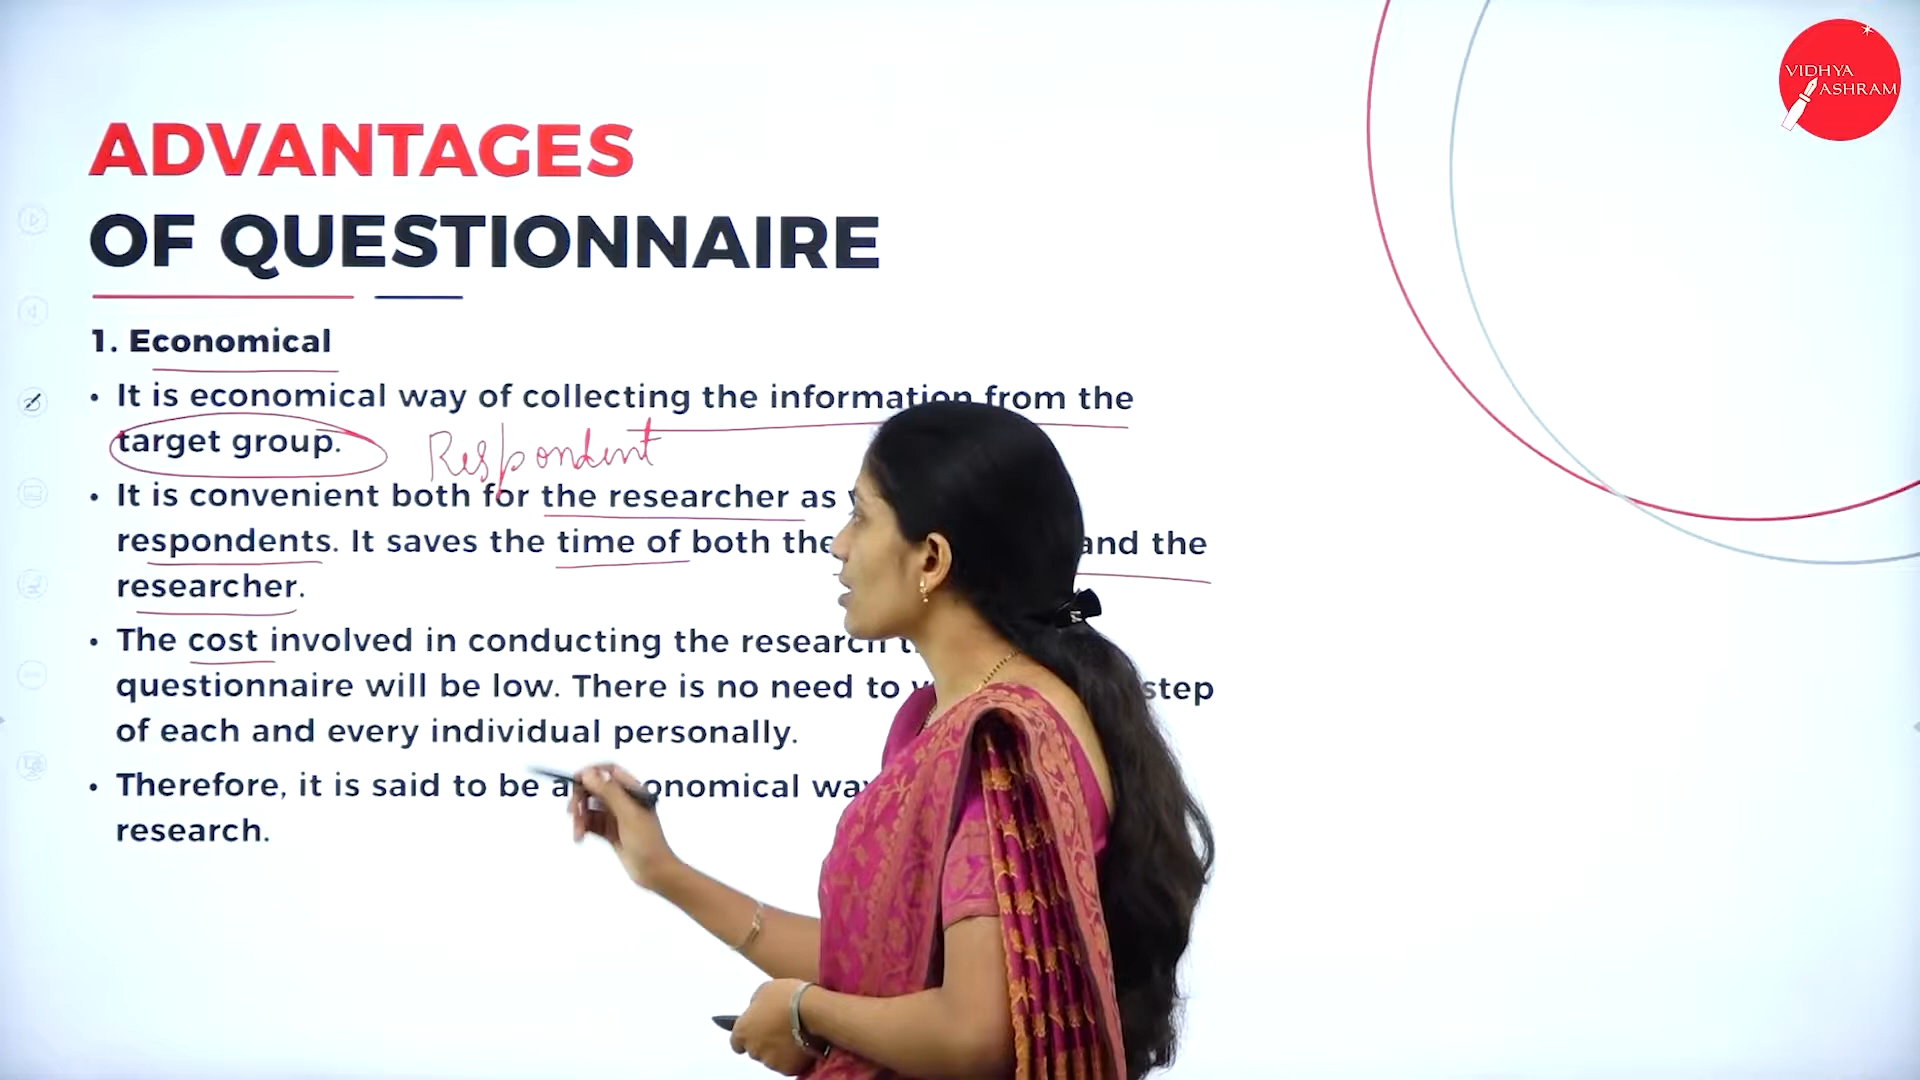 VIDHYA
ASHRAM
ADVANTAGES
OF QUESTIONNAIRE
1. Economical
• It is economical way of collecting the information from the
target group.
Respondent
• It is convenient both for the researcher as
respondents. It saves the time of both the and the
researcher.
• The cost involved in conducting the research
questionnaire will be low. There is no need to step
of each and every individual personally.
• Therefore, it is said to be
research.